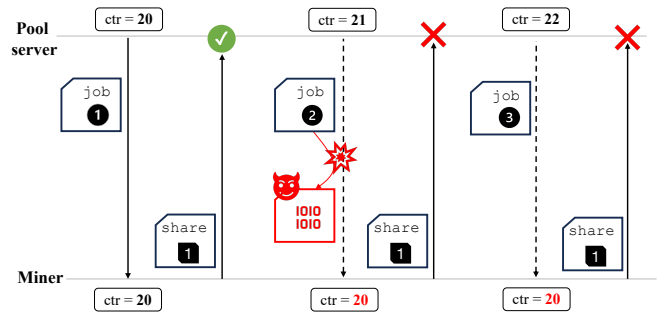 ctr = 20
ctr = 21
ctr = 22
Pool
server
job
1
job
2
job
3
1010
1010
share
1
share
1
share
1
Miner
ctr = 20
ctr = 20
ctr = 20